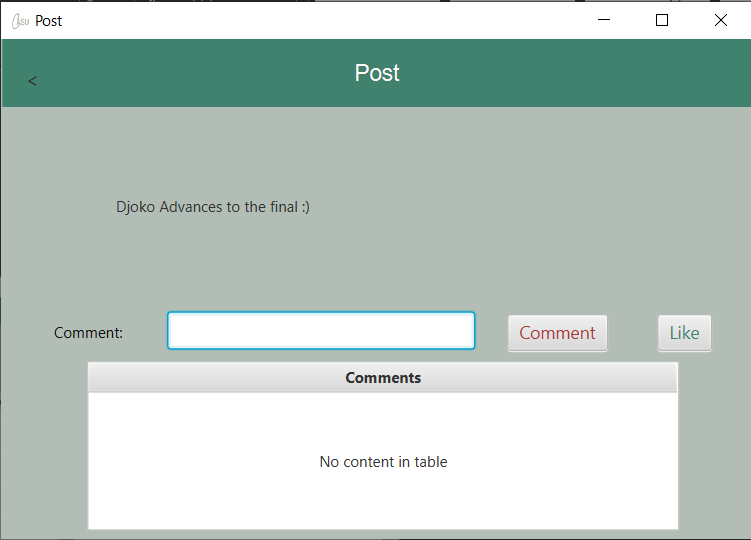 Post
<
Post
Djoko Advances to the final :)
Comment:
Comment
Like
Comments
No content in table